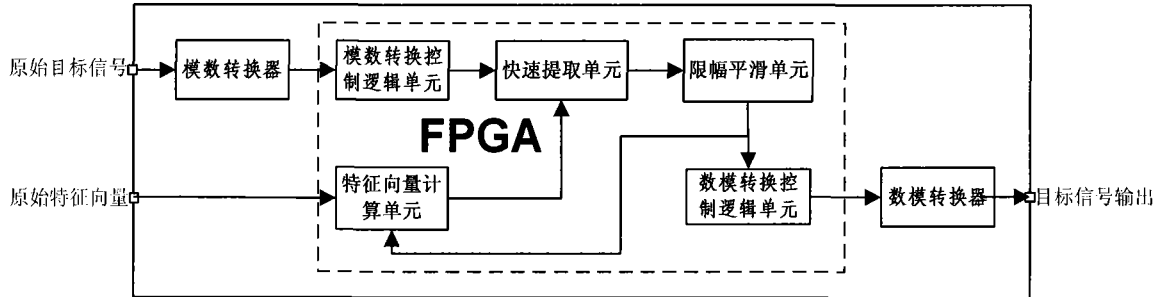 原始目标信号
模数转换器
模数转换控
制逻辑单元
快速提取单元
限幅平滑单元
FPGA
原始特征向量
特征向量计
算单元
数模转换控
制逻辑单元
数模转换器
目标信号输出